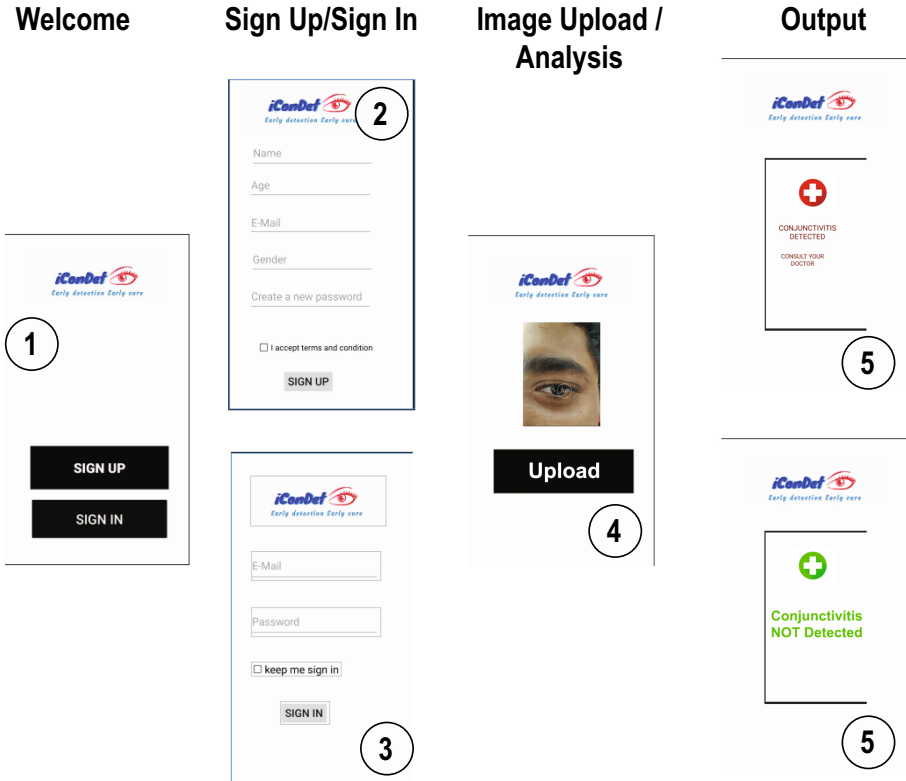 Welcome
Sign Up/Sign In
Image Upload /
Analysis
Output
iConDef
Early detection Early cure
1
SIGN UP
SIGN IN
iConDef
Early detection Early cure
2
Name
Age
E-Mail
Gender
Create a new password
I accept terms and condition
SIGN UP
iConDef
Early detection Early cure
E-Mail
Password
keep me sign in
SIGN IN
3
iConDef
Early detection Early cure
Upload
4
iConDef
Early detection Early cure
CONJUNCTIVITIS
DETECTED
CONSULT YOUR
DOCTOR
5
iConDef
Early detection Early cure
Conjunctivitis
NOT Detected
5